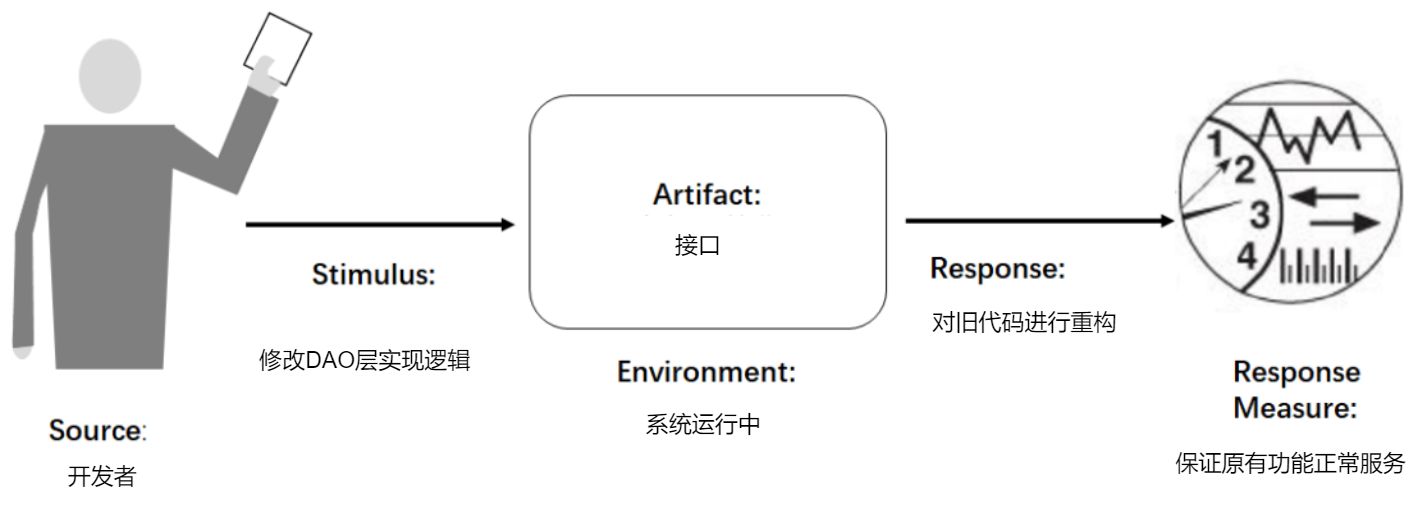 Source:
开发者
Stimulus:
修改DAO层实现逻辑
Artifact:
接口
Environment:
系统运行中
Response:
对旧代码进行重构
1
2
3
4
Response
Measure:
保证原有功能正常服务